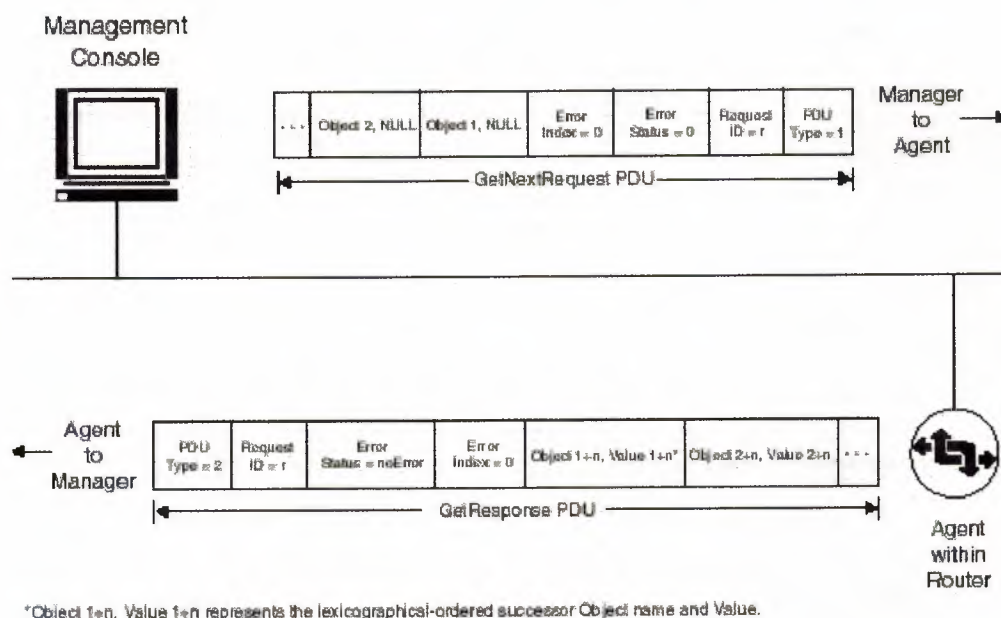 Management
Console
• • •
Object 2, NULL
Object 1, NULL
Error
Index = 0
Error
Status = 0
Request
ID = r
PDU
Type = 1
Manager
to
Agent
GetNextRequest PDU
Agent
to
Manager
PDU
Type = 2
Request
ID = r
Error
Status = noError
Error
Index = 0
Object 1+n, Value 1+n*
Object 2+n, Value 2+n
• • •
GetResponse PDU
Agent
within
Router
*Object 1+n, Value 1+n represents the lexicographical-ordered successor Object name and Value.